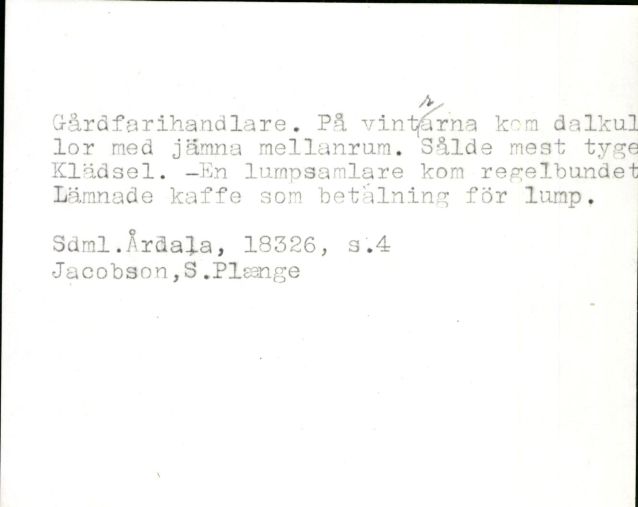 Gårdfarihandlare. På vintrarna kom dalkul
lor med jämna mellanrum. Sålde mest tyge
Klädsel. -En lumpsamlare kom regelbundet
Lämnade kaffe som betalning för lump.
Sdml.Årdala, 18326, s.4
Jacobson,S.Plænge